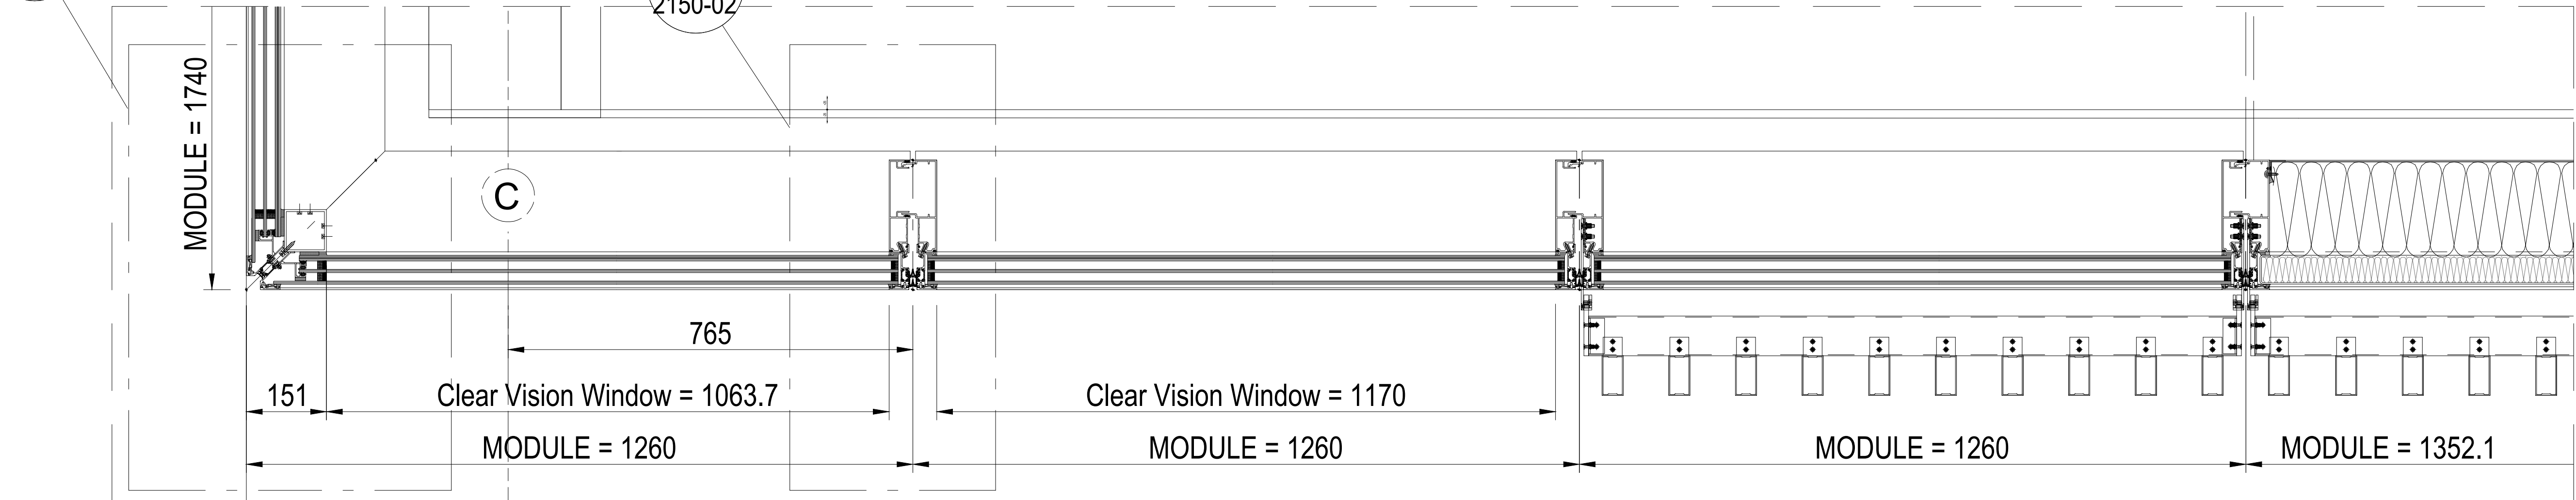 2150-02
MODULE = 1740
C
765
151
Clear Vision Window = 1063.7
Clear Vision Window = 1170
MODULE = 1260
MODULE = 1260
MODULE = 1260
MODULE = 1352.1